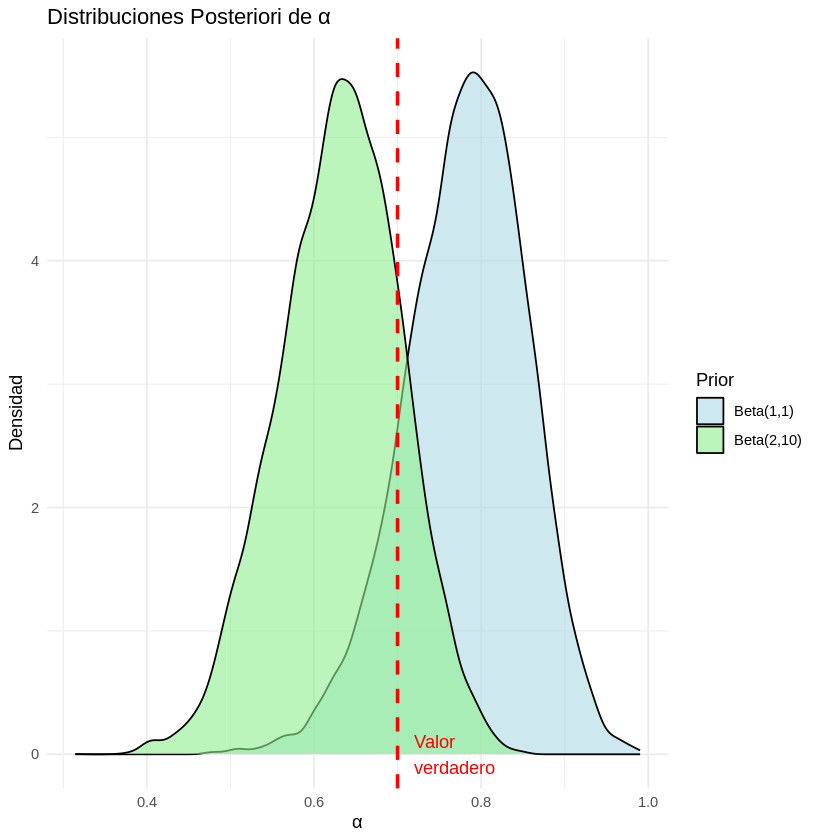 Distribuciones Posteriori de α
Densidad
4
2
0
0.4
0.6
0.8
1.0
α
Valor
verdadero
Prior
Beta(1,1)
Beta(2,10)